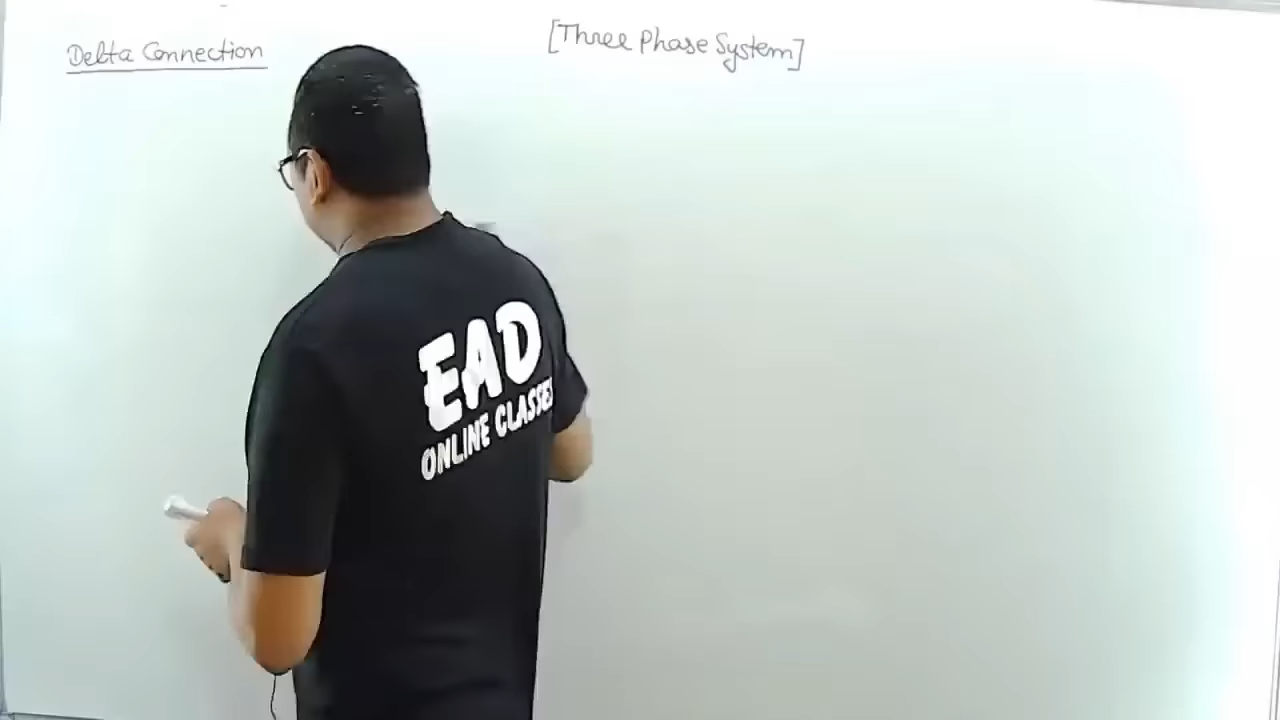 Delta Connection
[Three Phase System]
EAD
ONLINE CLASSES